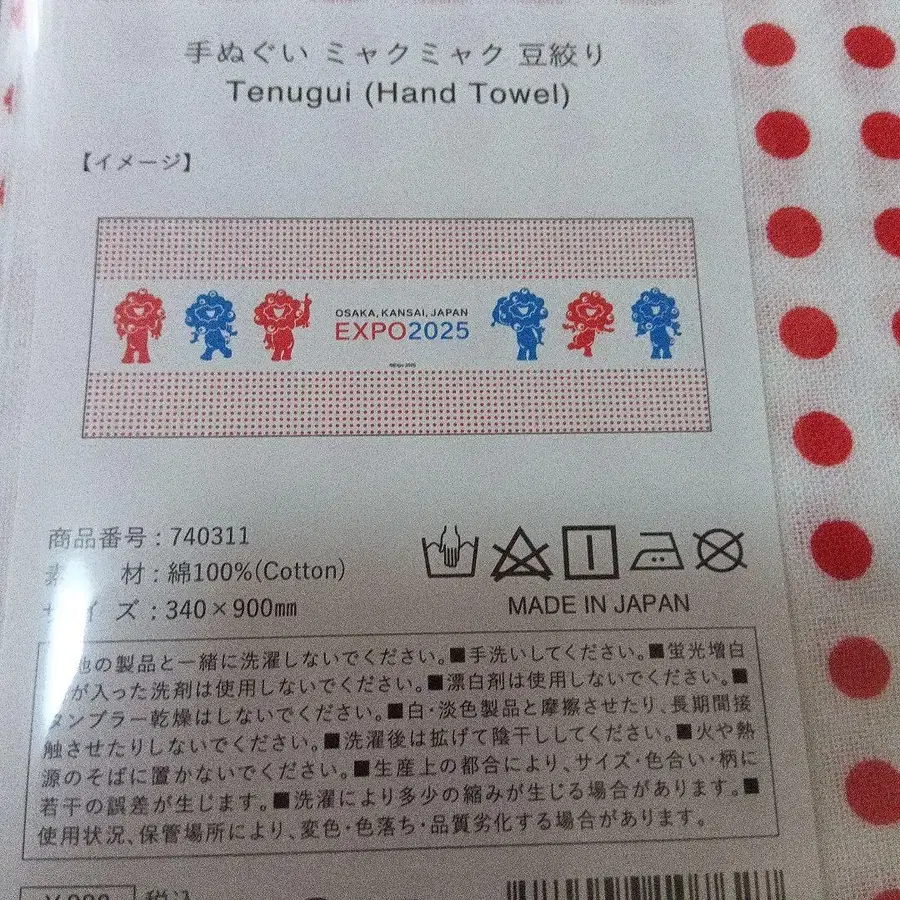 手ぬぐい ミャクミャク 豆絞り
Tenugui (Hand Towel)
【イメージ】
OSAKA, KANSAI, JAPAN
EXPO2025
©Expo 2025
商品番号 : 740311
素 材 : 綿100%(Cotton)
サイズ : 340×900㎜
MADE IN JAPAN
他の製品と一緒に洗濯しないでください。■手洗いしてください。■蛍光増白
が入った洗剤は使用しないでください。■漂白剤は使用しないでください。■
タンブラー乾燥はしないでください。■白・淡色製品と摩擦させたり、長期間接
触させたりしないでください。■洗濯後は拡げて陰干ししてください。■火や熱
源のそばに置かないでください。■生産上の都合により、サイズ・色合い・柄に
若干の誤差が生じます。■洗濯により多少の縮みが生じる場合があります。■
使用状況、保管場所により、変色・色落ち・品質劣化する場合があります。
税込